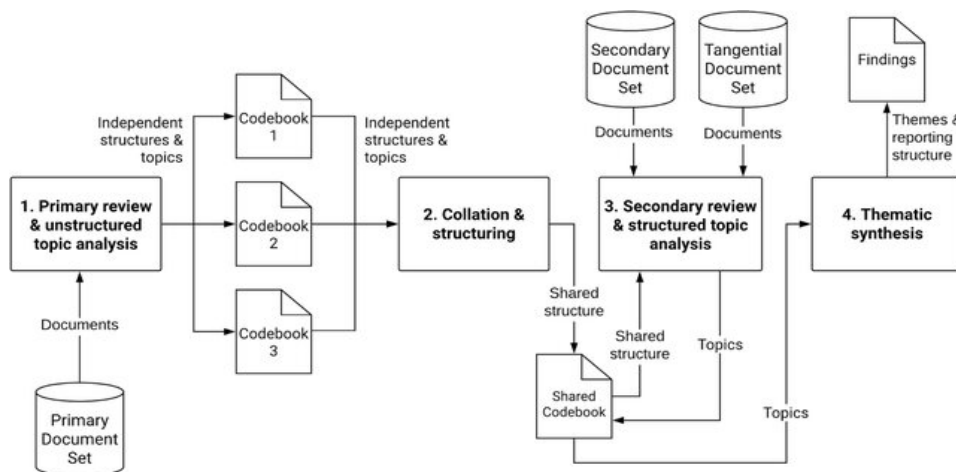 Independent
structures &
topics
1. Primary review
& unstructured
topic analysis
Documents
Primary
Document
Set
Codebook
1
Codebook
2
Codebook
3
Independent
structures &
topics
2. Collation &
structuring
Shared
structure
Shared
Codebook
Shared
structure
Secondary
Document
Set
Tangential
Document
Set
Documents
Documents
3. Secondary review
& structured topic
analysis
Topics
Topics
4. Thematic
synthesis
Themes &
reporting
structure
Findings